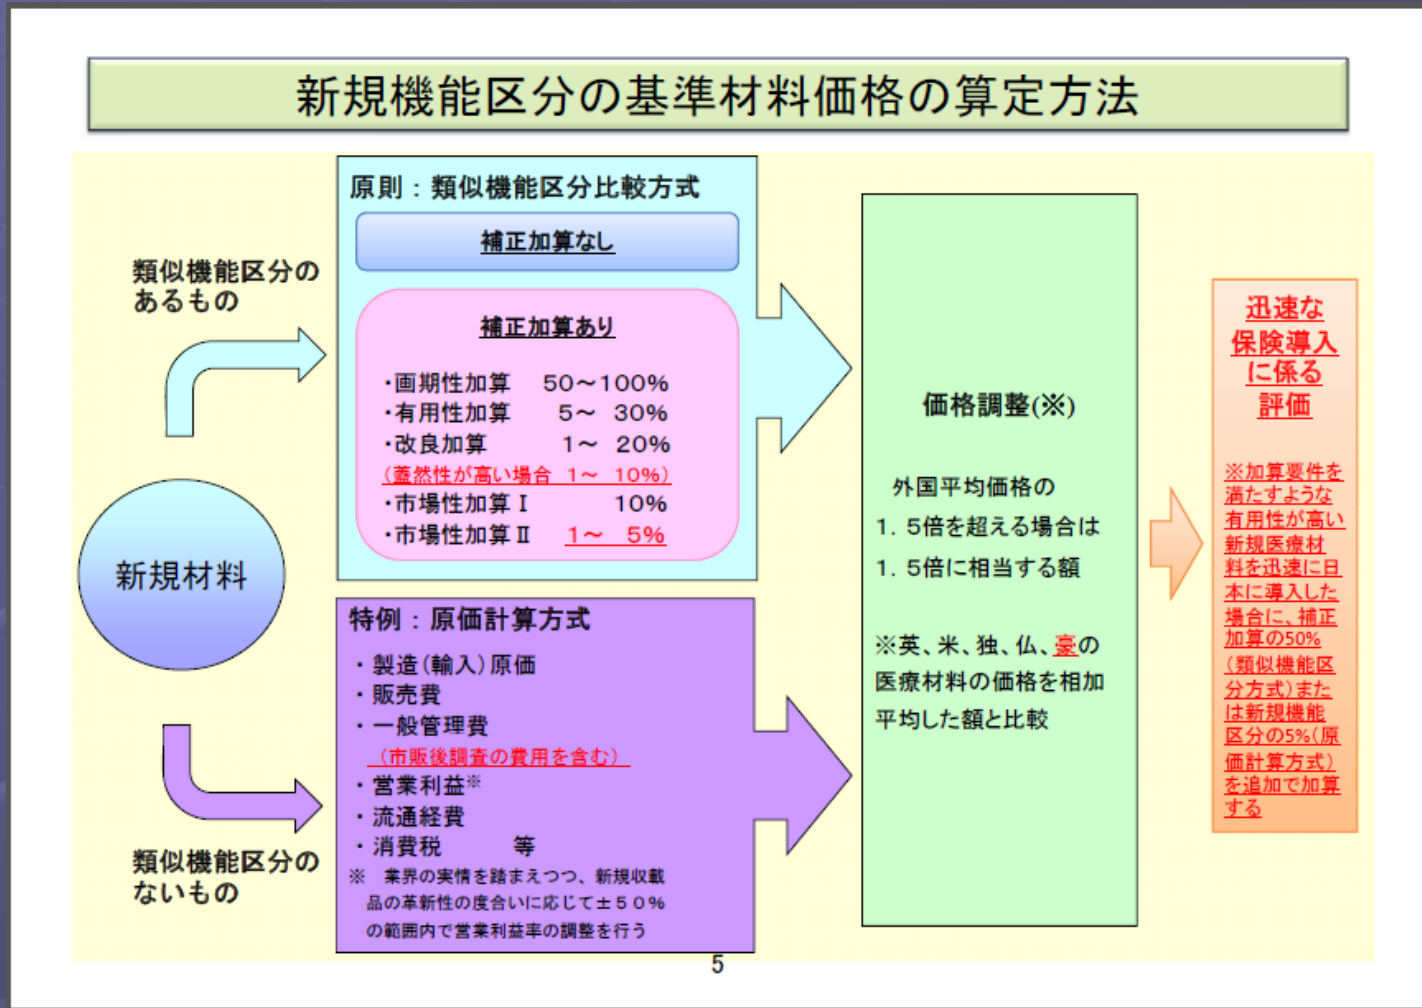 新規機能区分の基準材料価格の算定方法
類似機能区分の
あるもの
新規材料
類似機能区分の
ないもの
原則：類似機能区分比較方式
補正加算なし
補正加算あり
・画期性加算　50～100%
・有用性加算　5～　30%
・改良加算　1～　20%
（蓋然性が高い場合　1～　10%）
・市場性加算Ⅰ　10%
・市場性加算Ⅱ　1～　5%
特例：原価計算方式
・製造（輸入）原価
・販売費
・一般管理費
（市販後調査の費用を含む）
・営業利益※
・流通経費
・消費税　等
※　業界の実情を踏まえつつ、新規収載
品の革新性の度合いに応じて±５０％
の範囲内で営業利益率の調整を行う
価格調整(※)
外国平均価格の
1．5倍を超える場合は
1．5倍に相当する額
※英、米、独、仏、豪の
医療材料の価格を相加
平均した額と比較
迅速な
保険導入
に係る
評価
※加算要件を
満たすような
有用性が高い
新規医療材
料を迅速に日
本に導入した
場合に、補正
加算の50%
（類似機能区
分方式）また
は新規機能
区分の5%（原
価計算方式）
を追加で加算
する
5